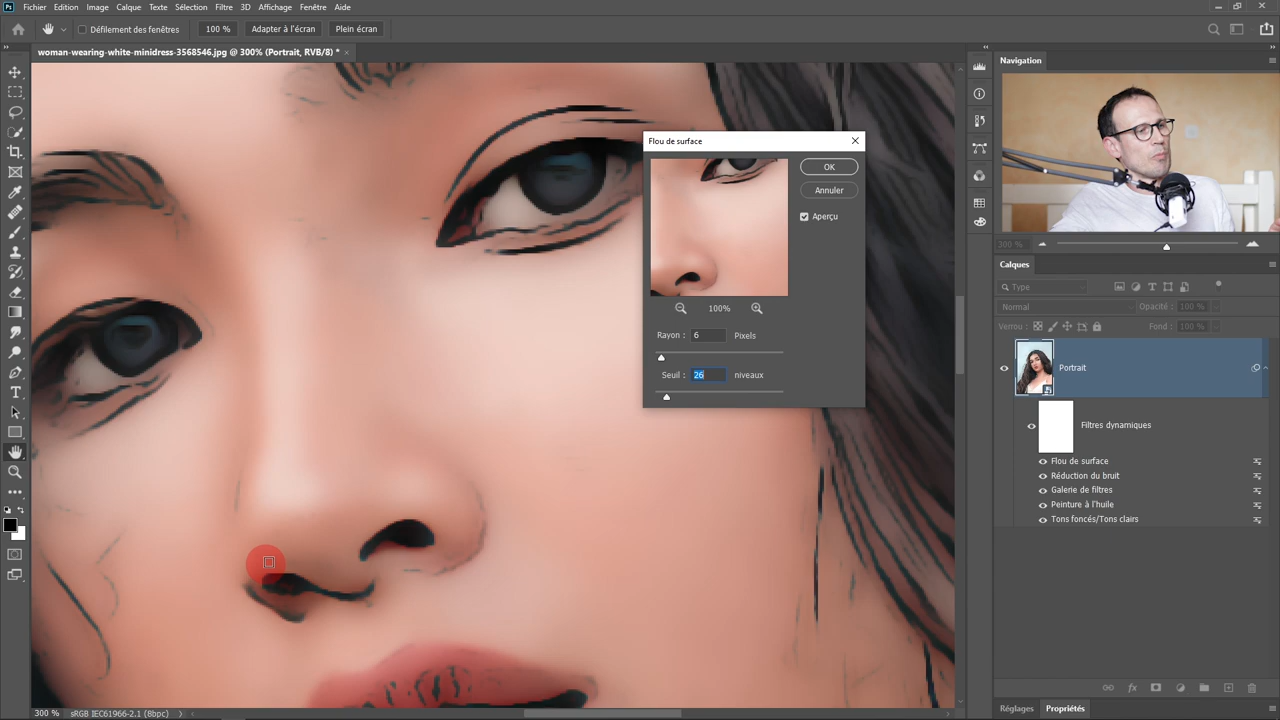 Ps Fichier Edition Image Calque Texte Sélection Filtre 3D Affichage Fenêtre Aide
Défilement des fenêtres 100 % Adapter à l'écran Plein écran
woman-wearing-white-minidress-3568546.jpg @ 300% (Portrait, RVB/8) *
Navigation
Flou de surface
OK
Annuler
Aperçu
100%
Rayon : 6 Pixels
Seuil : 26 niveaux
300 %
Calques
Type
Normal Opacité : 100 %
Verrou : Fond : 100 %
Portrait
Filtres dynamiques
Flou de surface
Réduction du bruit
Galerie de filtres
Peinture à l'huile
Tons foncés/Tons clairs
Réglages Propriétés
300 % sRGB IEC61966-2.1 (8bpc)